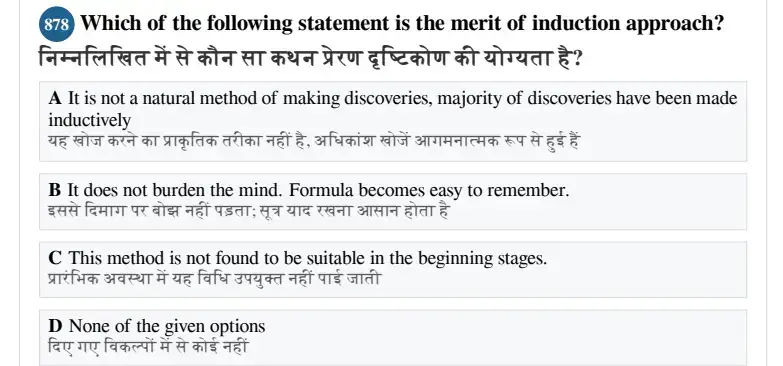 878 Which of the following statement is the merit of induction approach?
निम्नलिखित में से कौन सा कथन प्रेरण दृष्टिकोण की योग्यता है?
A It is not a natural method of making discoveries, majority of discoveries have been made
inductively
यह खोज करने का प्राकृतिक तरीका नहीं है, अधिकांश खोजें आगमनात्मक रूप से हुई हैं
B It does not burden the mind. Formula becomes easy to remember.
इससे दिमाग पर बोझ नहीं पड़ता; सूत्र याद रखना आसान होता है
C This method is not found to be suitable in the beginning stages.
प्रारंभिक अवस्था में यह विधि उपयुक्त नहीं पाई जाती
D None of the given options
दिए गए विकल्पों में से कोई नहीं